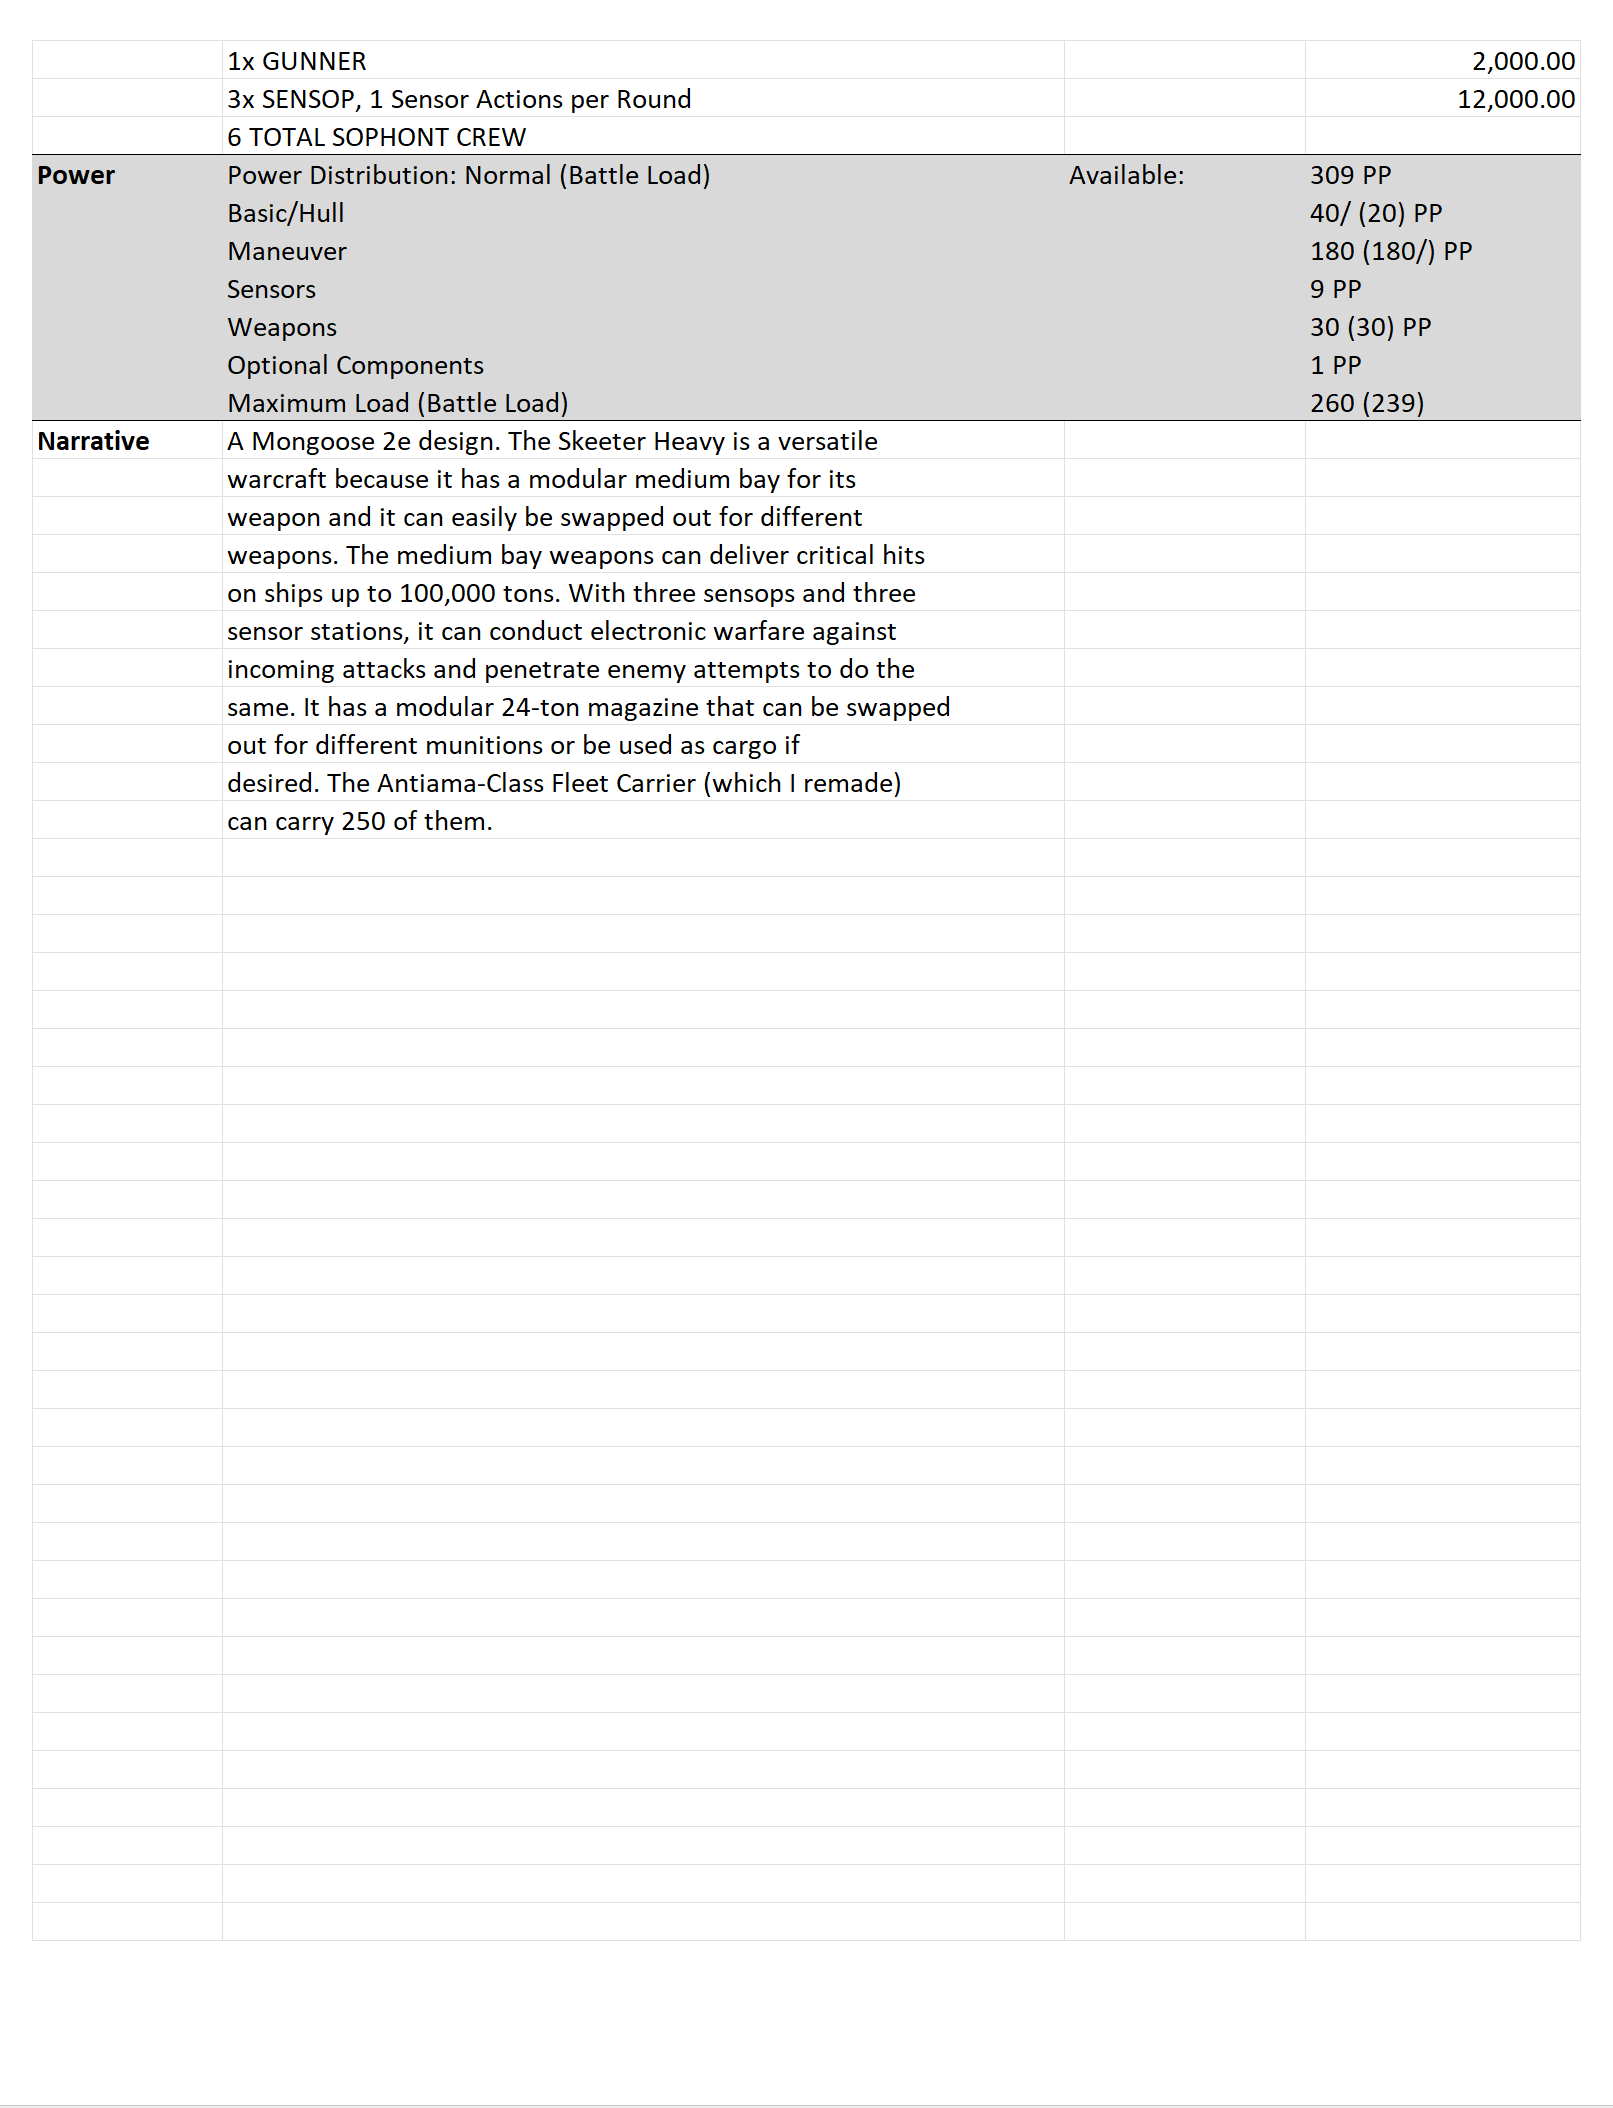 1x GUNNER 2,000.00
3x SENSOP, 1 Sensor Actions per Round 12,000.00
6 TOTAL SOPHONT CREW
Power Power Distribution: Normal (Battle Load) Available: 309 PP
Basic/Hull 40/ (20) PP
Maneuver 180 (180/) PP
Sensors 9 PP
Weapons 30 (30) PP
Optional Components 1 PP
Maximum Load (Battle Load) 260 (239)
Narrative A Mongoose 2e design. The Skeeter Heavy is a versatile
warcraft because it has a modular medium bay for its
weapon and it can easily be swapped out for different
weapons. The medium bay weapons can deliver critical hits
on ships up to 100,000 tons. With three sensops and three
sensor stations, it can conduct electronic warfare against
incoming attacks and penetrate enemy attempts to do the
same. It has a modular 24-ton magazine that can be swapped
out for different munitions or be used as cargo if
desired. The Antiama-Class Fleet Carrier (which I remade)
can carry 250 of them.